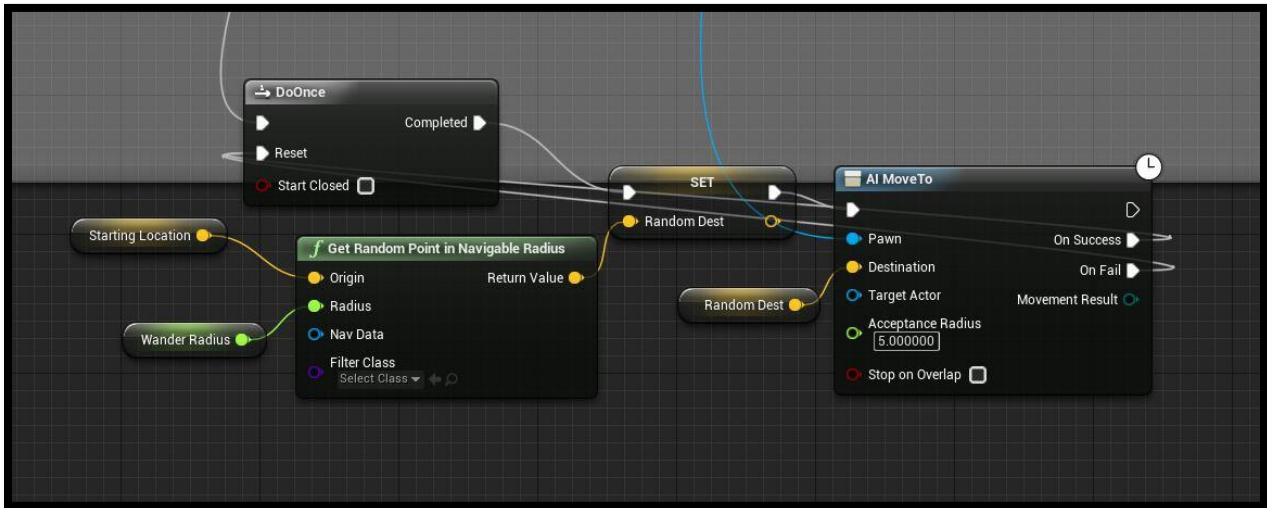 DoOnce
Completed
Reset
Start Closed
SET
Random Dest
AI MoveTo
Pawn
On Success
Destination
On Fail
Target Actor
Movement Result
Acceptance Radius
5.000000
Stop on Overlap
Starting Location
Get Random Point in Navigable Radius
Origin
Return Value
Radius
Nav Data
Filter Class
Select Class
Wander Radius
Random Dest